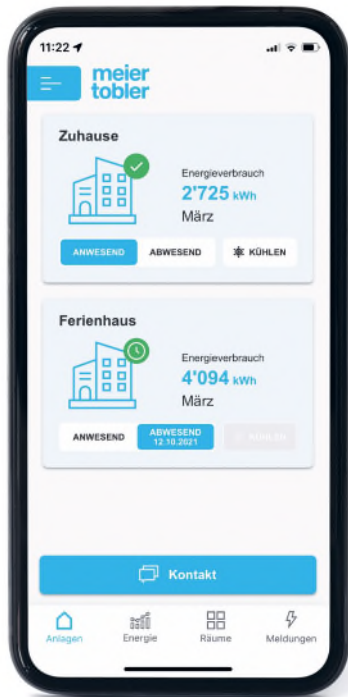 11:22
meier
tobler
Zuhause
Energieverbrauch
2'725 kWh
März
ANWESEND ABWESEND KÜHLEN
Ferienhaus
Energieverbrauch
4'094 kWh
März
ANWESEND ABWESEND
12.10.2021 KÜHLEN
Kontakt
Anlagen Energie Räume Meldungen